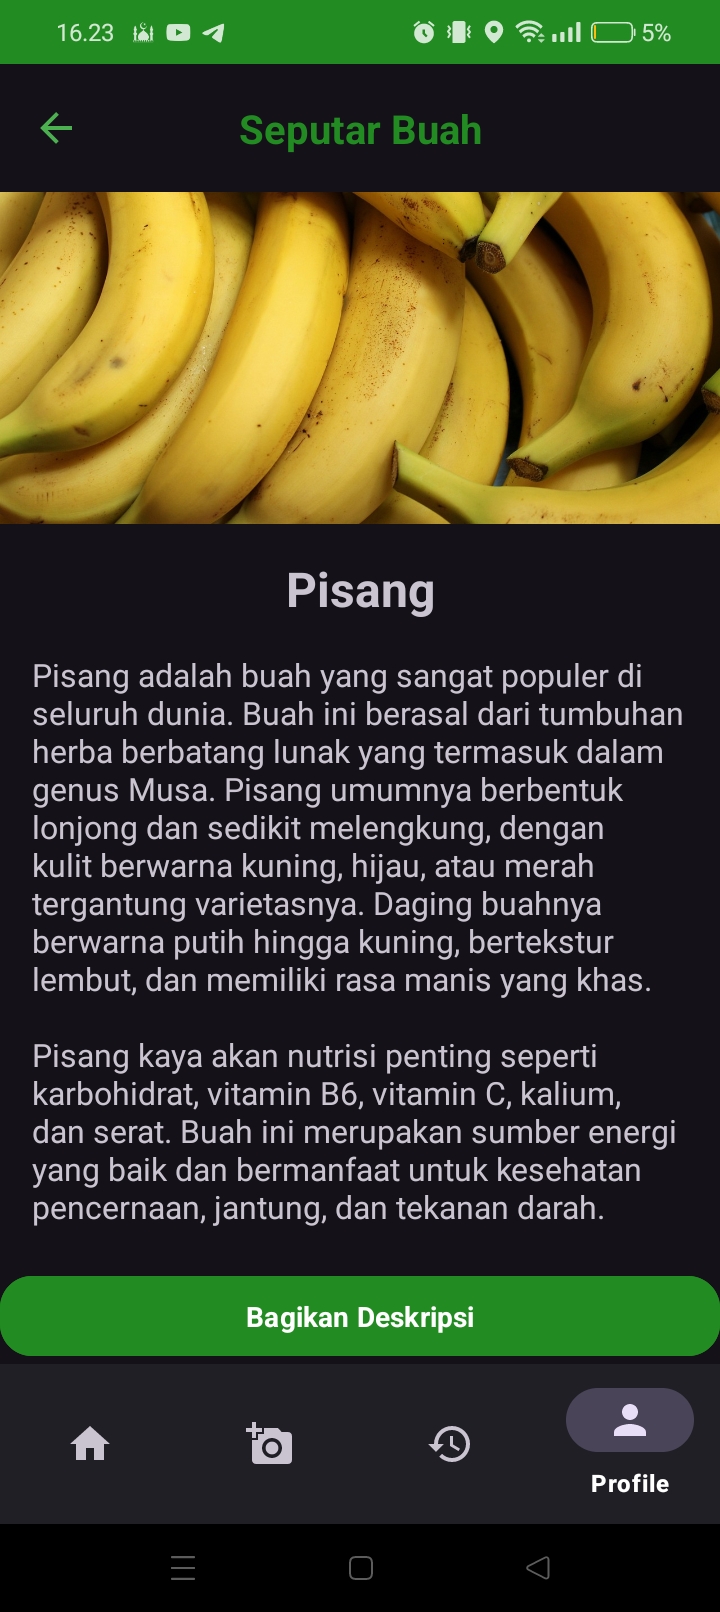 16.23 5%
Seputar Buah
Pisang
Pisang adalah buah yang sangat populer di
seluruh dunia. Buah ini berasal dari tumbuhan
herba berbatang lunak yang termasuk dalam
genus Musa. Pisang umumnya berbentuk
lonjong dan sedikit melengkung, dengan
kulit berwarna kuning, hijau, atau merah
tergantung varietasnya. Daging buahnya
berwarna putih hingga kuning, bertekstur
lembut, dan memiliki rasa manis yang khas.
Pisang kaya akan nutrisi penting seperti
karbohidrat, vitamin B6, vitamin C, kalium,
dan serat. Buah ini merupakan sumber energi
yang baik dan bermanfaat untuk kesehatan
pencernaan, jantung, dan tekanan darah.
Bagikan Deskripsi
Profile